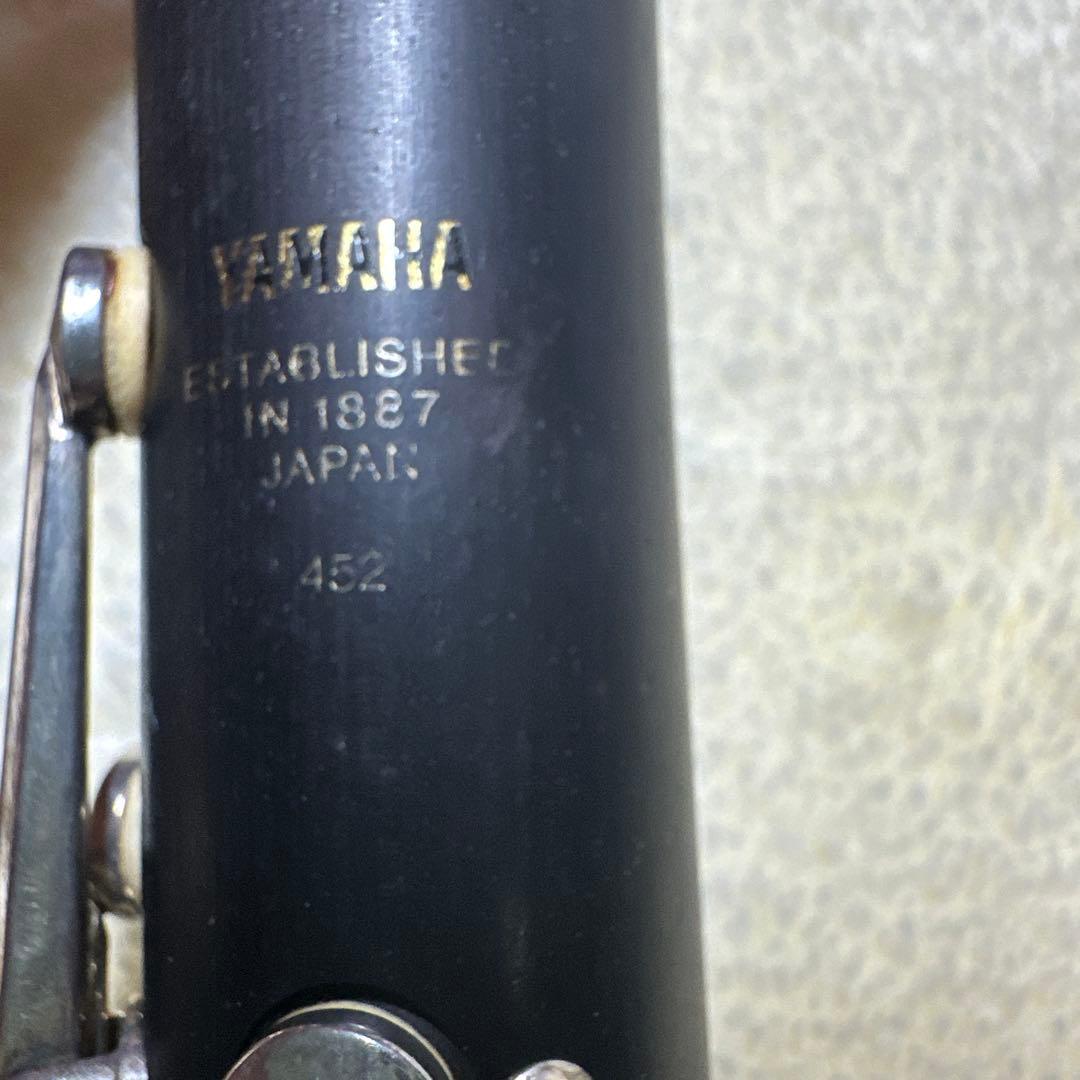 YAMAHA
ESTABLISHED
IN 1887
JAPAN
452